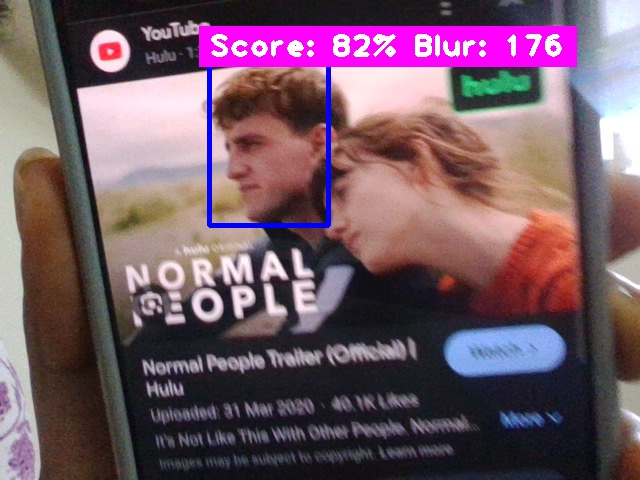 YouTube
Score: 82% Blur: 176
Hulu
hulu
a hulu original
NORMAL
PEOPLE
Normal People Trailer (Official) |
Hulu
Watch >
Uploaded: 31 Mar 2020 · 40.1K Likes
It's Not Like This With Other People. Normal...
More
Images may be subject to copyright. Learn more